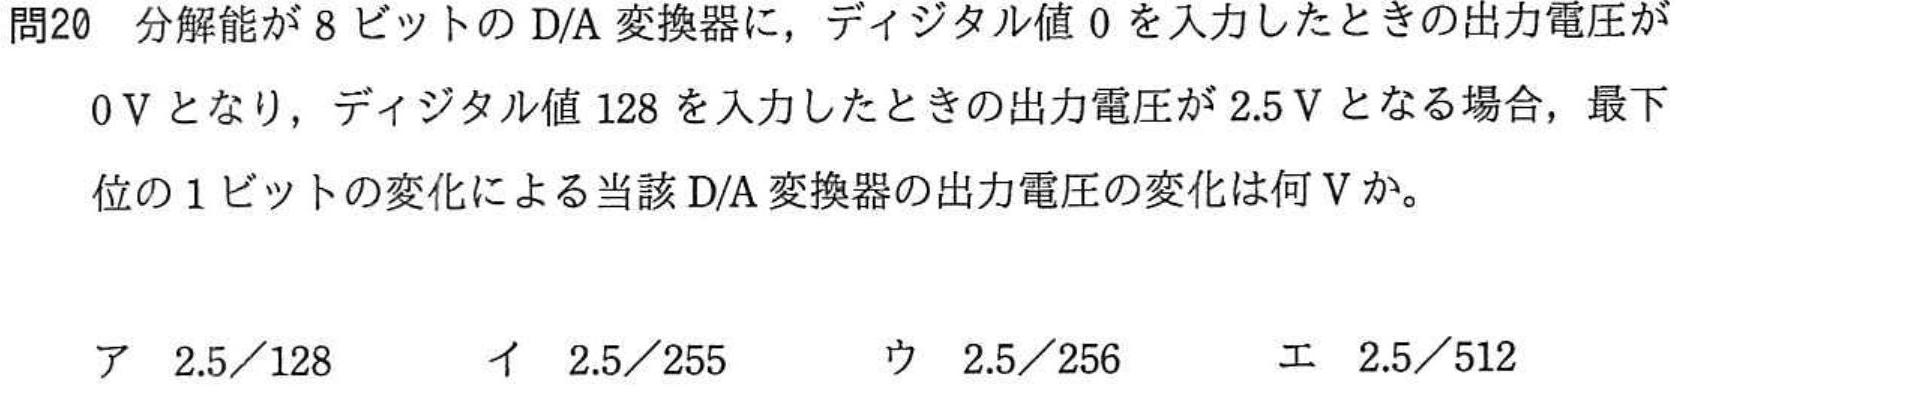 問20 分解能が 8 ビットの D/A 変換器に，ディジタル値 0 を入力したときの出力電圧が
0 V となり，ディジタル値 128 を入力したときの出力電圧が 2.5 V となる場合，最下
位の 1 ビットの変化による当該 D/A 変換器の出力電圧の変化は何 V か。
ア 2.5／128 イ 2.5／255 ウ 2.5／256 エ 2.5／512